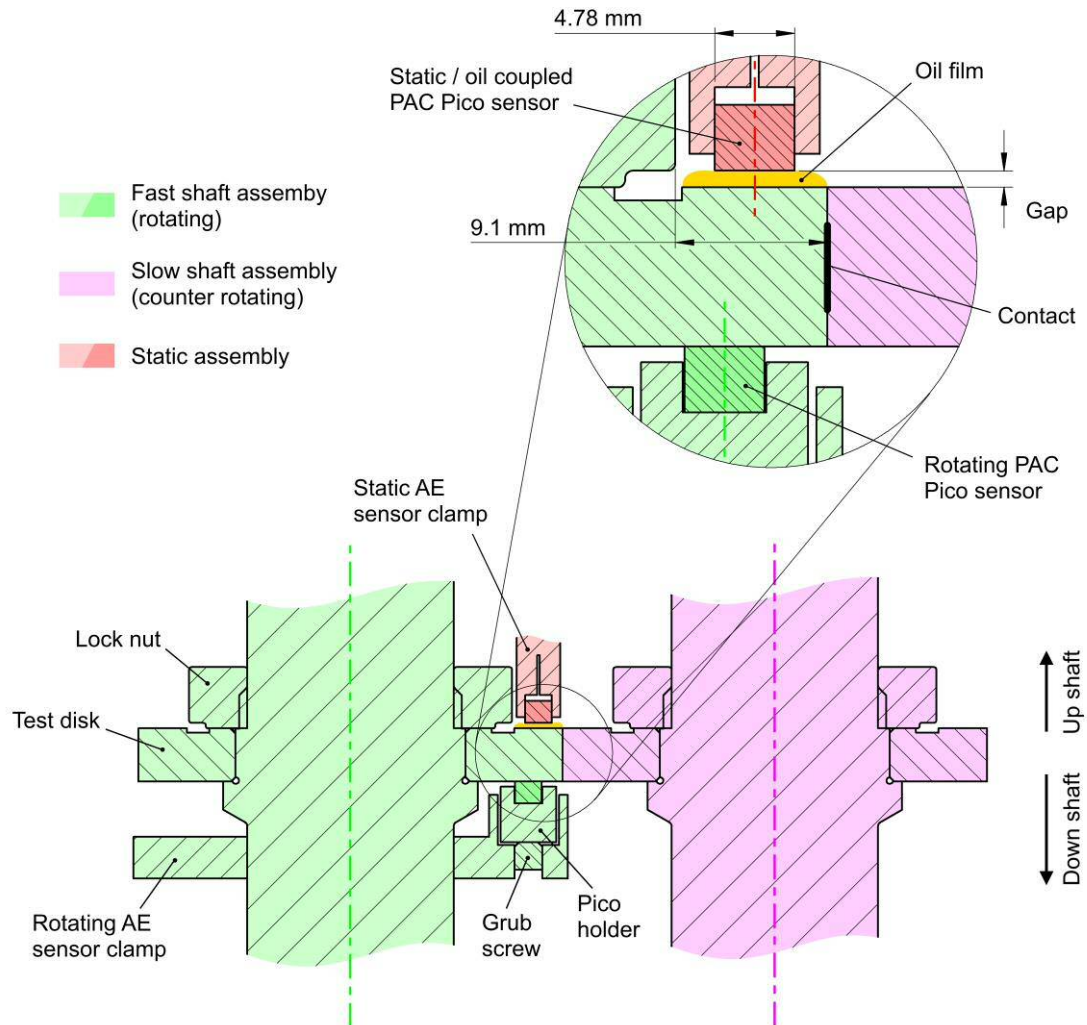 4.78 mm
Static / oil coupled
PAC Pico sensor
Oil film
Fast shaft assemby
(rotating)
9.1 mm
Gap
Slow shaft assembly
(counter rotating)
Contact
Static assembly
Rotating PAC
Pico sensor
Static AE
sensor clamp
Lock nut
Test disk
Up shaft
Down shaft
Rotating AE
sensor clamp
Grub
screw
Pico
holder